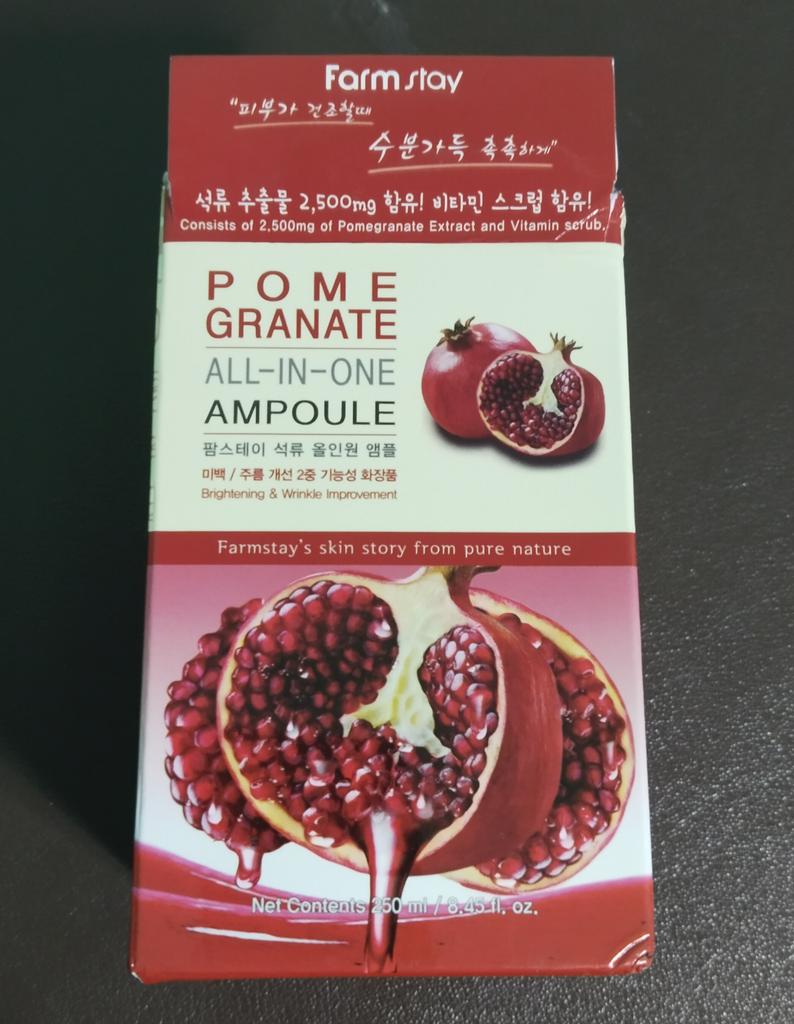 Farmstay
"피부가 건조할때
수분가득 촉촉하게"
석류 추출물 2,500mg 함유! 비타민 스크럽 함유!
Consists of 2,500mg of Pomegranate Extract and Vitamin scrub.
POME
GRANATE
ALL-IN-ONE
AMPOULE
팜스테이 석류 올인원 앰플
미백 / 주름 개선 2중 기능성 화장품
Brightening & Wrinkle Improvement
Farmstay's skin story from pure nature
Net Contents 250 ml / 8.45 fl. oz.